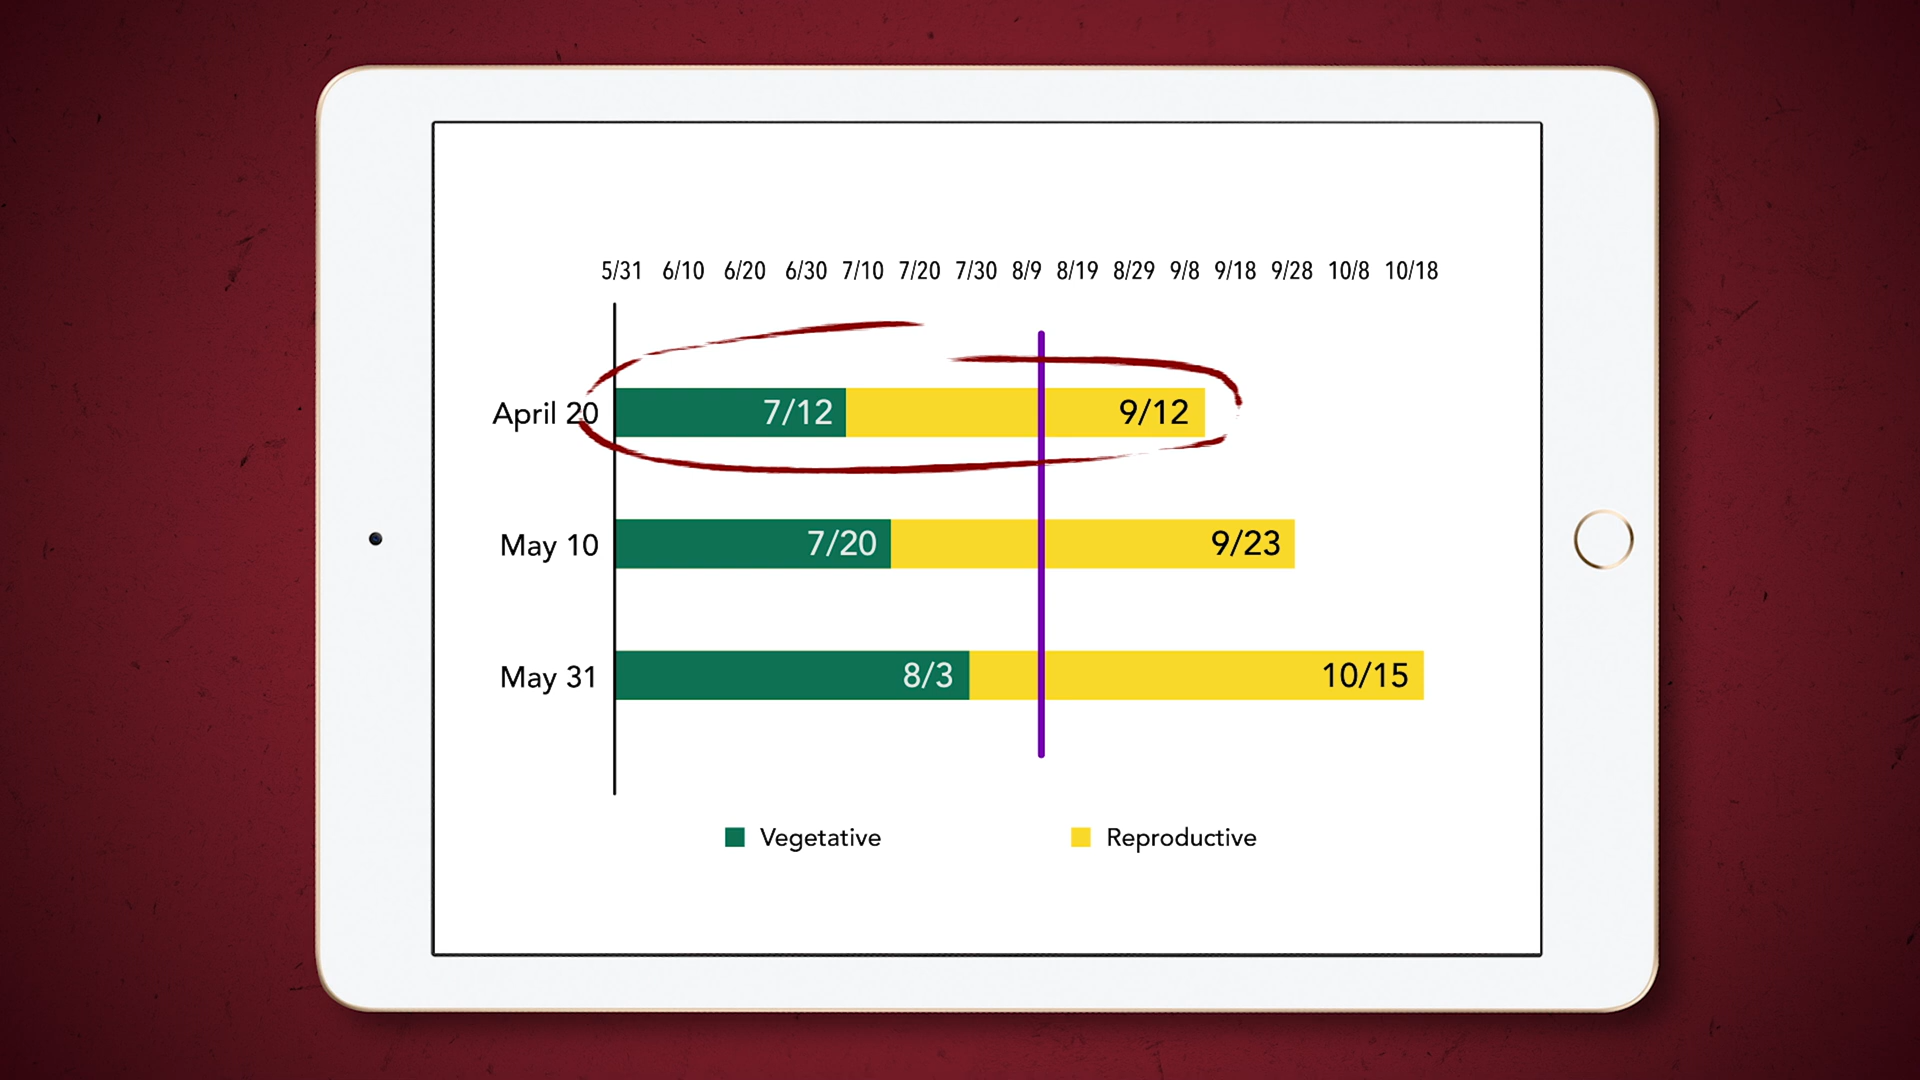 5/31 6/10 6/20 6/30 7/10 7/20 7/30 8/9 8/19 8/29 9/8 9/18 9/28 10/8 10/18
April 20 7/12 9/12
May 10 7/20 9/23
May 31 8/3 10/15
Vegetative Reproductive